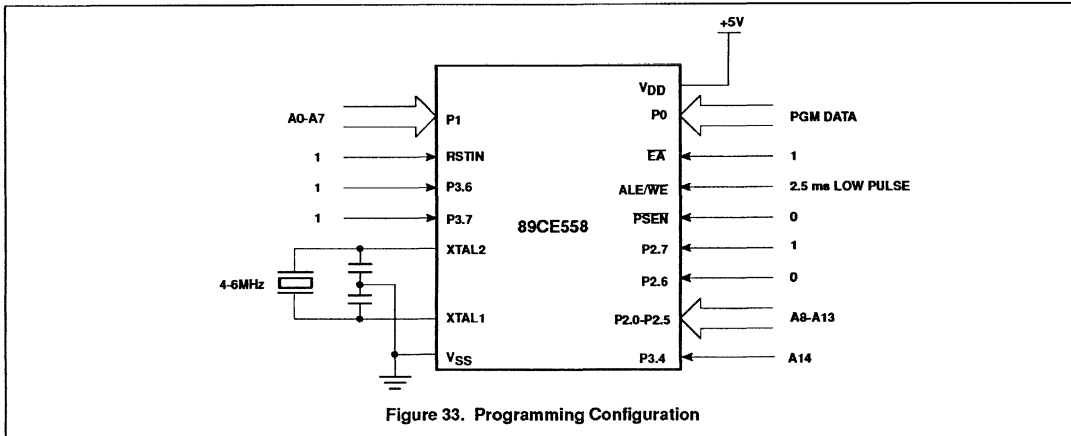 +5V
VDD
A0-A7
P1
P0
PGM DATA
1
RSTIN
EA
1
1
P3.6
ALE/WE
2.5 ms LOW PULSE
1
P3.7
PSEN
0
89CE558
XTAL2
P2.7
1
4-6MHz
P2.6
0
XTAL1
P2.0-P2.5
A8-A13
VSS
P3.4
A14
Figure 33. Programming Configuration